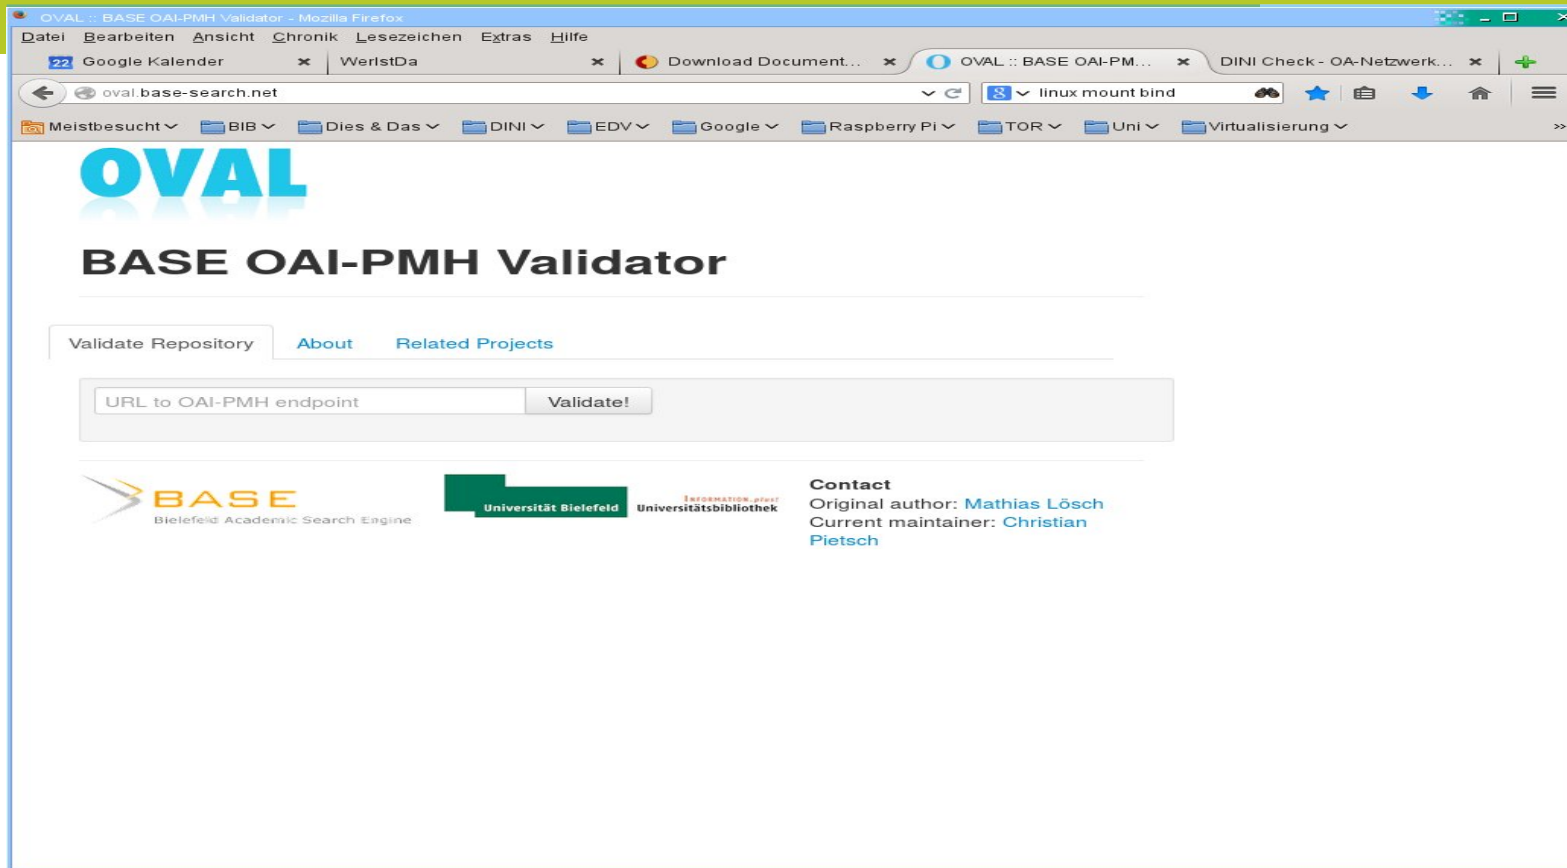 OVAL :: BASE OAI-PMH Validator - Mozilla Firefox
Datei Bearbeiten Ansicht Chronik Lesezeichen Extras Hilfe
22 Google Kalender WerIstDa Download Document... OVAL :: BASE OAI-PM... DINI Check - OA-Netzwerk...
oval.base-search.net 8 linux mount bind
Meistbesucht BIB Dies & Das DINI EDV Google Raspberry Pi TOR Uni Virtualisierung >>
OVAL
BASE OAI-PMH Validator
Validate Repository About Related Projects
URL to OAI-PMH endpoint Validate!
BASE
Bielefeld Academic Search Engine
Universität Bielefeld
Information.plus!
Universitätsbibliothek
Contact
Original author: Mathias Lösch
Current maintainer: Christian
Pietsch